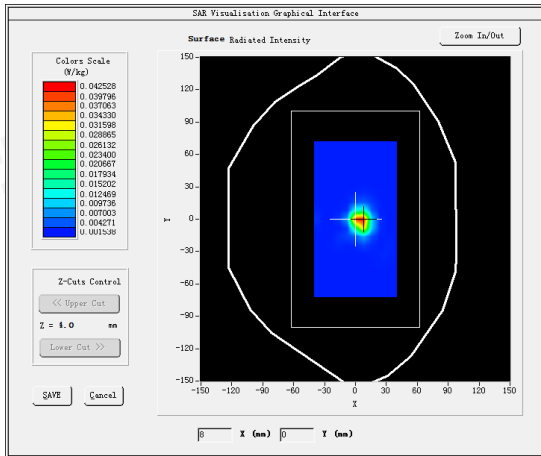 SAR Visualisation Graphical Interface
Surface Radiated Intensity
Zoom In/Out
Colors Scale
(W/kg)
0.042528
0.039796
0.037063
0.034330
0.031598
0.028865
0.026132
0.023400
0.020667
0.017934
0.015202
0.012469
0.009736
0.007003
0.004271
0.001538
Z-Cuts Control
<< Upper Cut
Z = 4.0 mm
Lower Cut >>
SAVE
Cancel
150
120
90
60
30
0
-30
-60
-90
-120
-150
Y
-150 -120 -90 -60 -30 0 30 60 90 120 150
X
8 X (mm) 0 Y (mm)